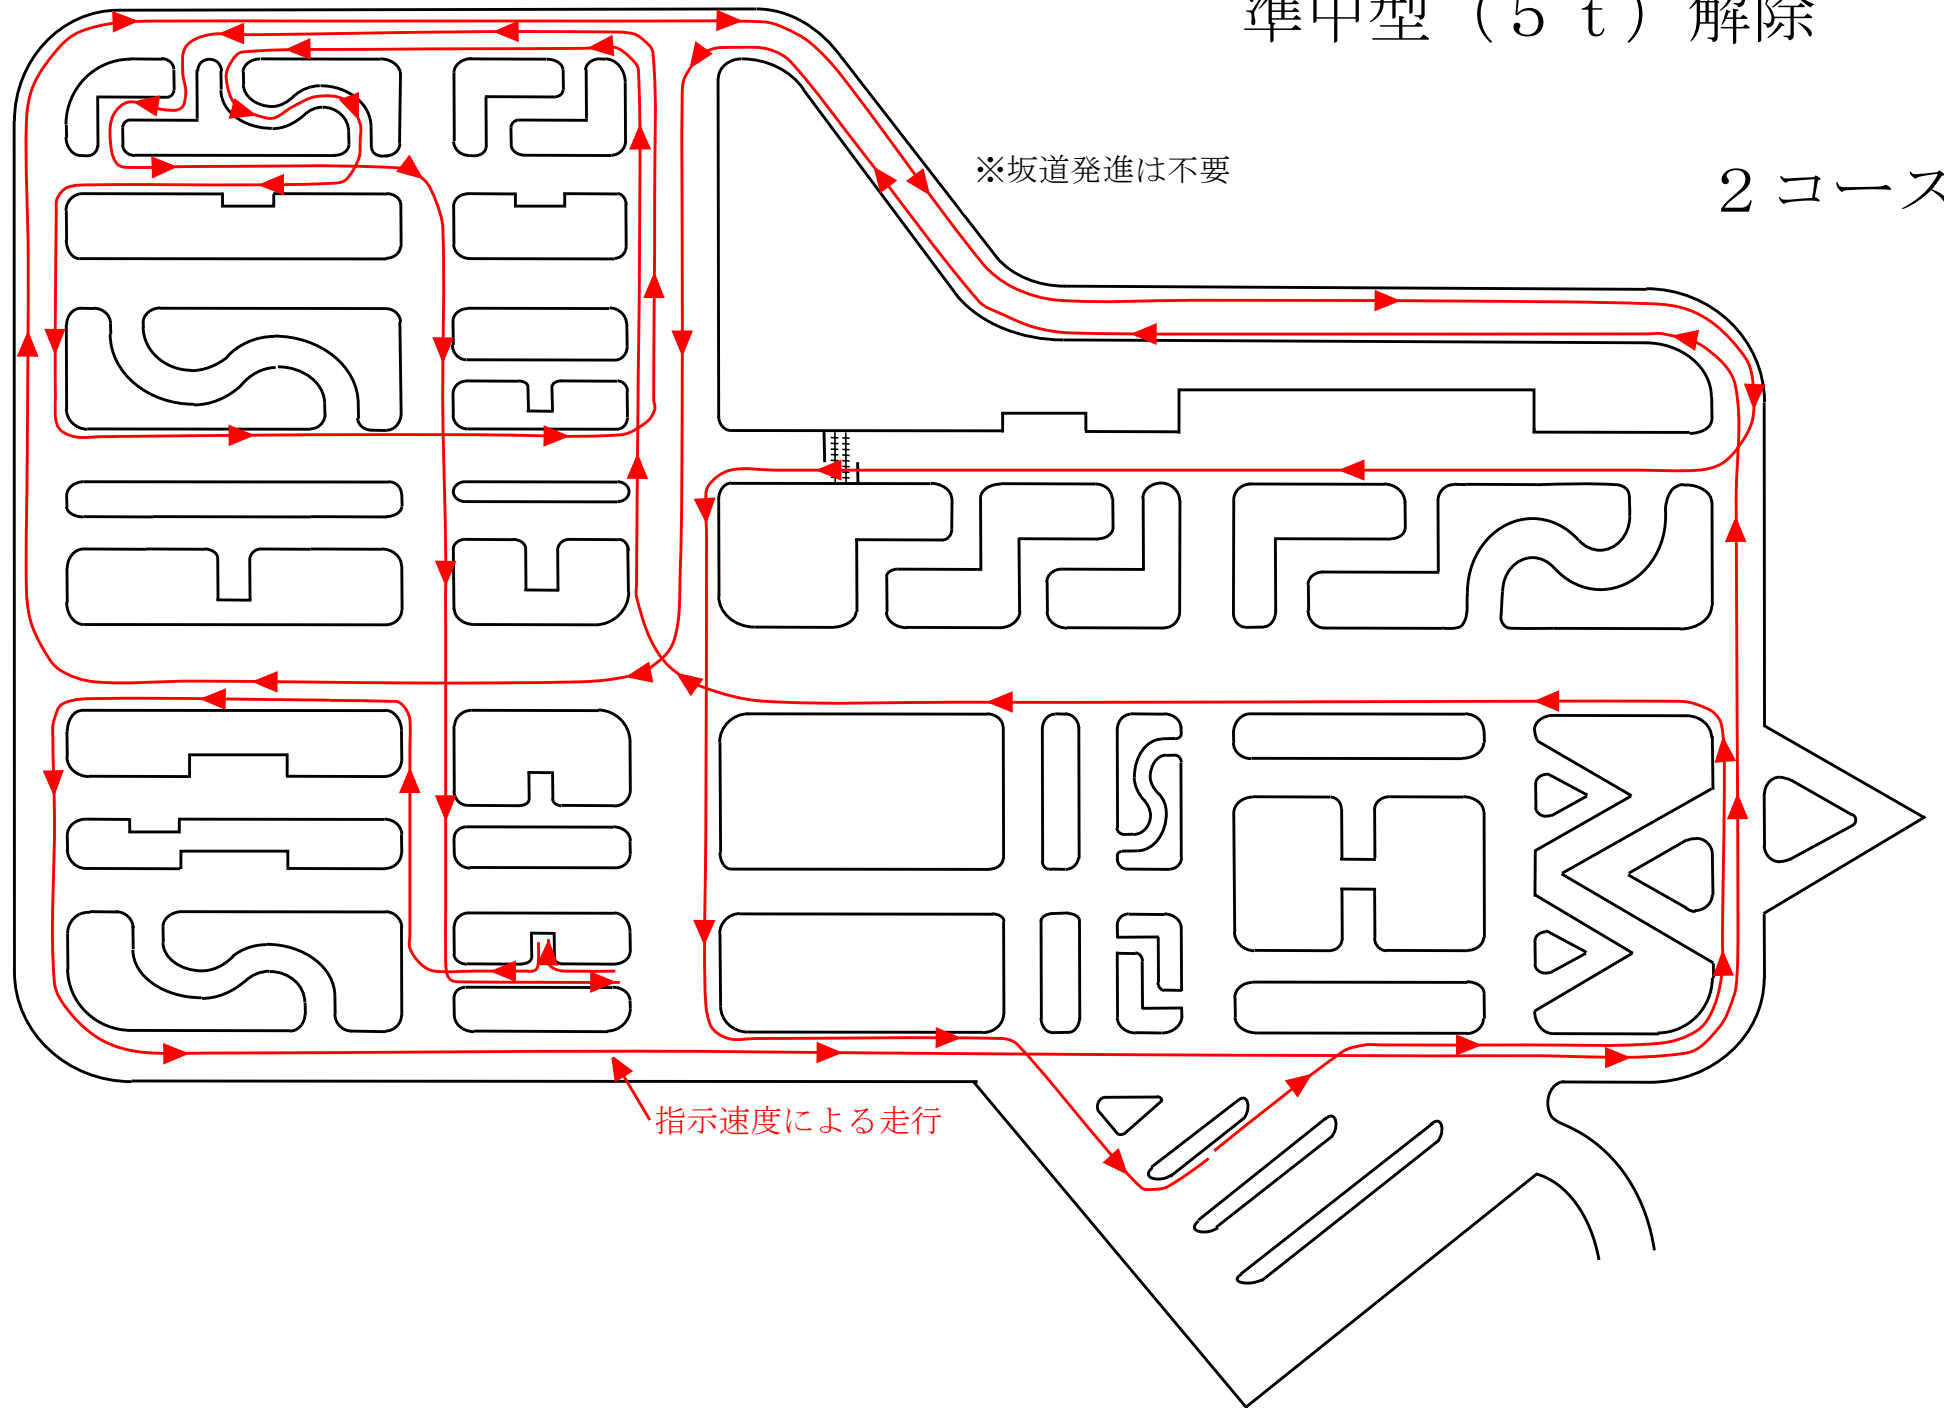 準中型（５ｔ）解除
※坂道発進は不要
２コース
指示速度による走行